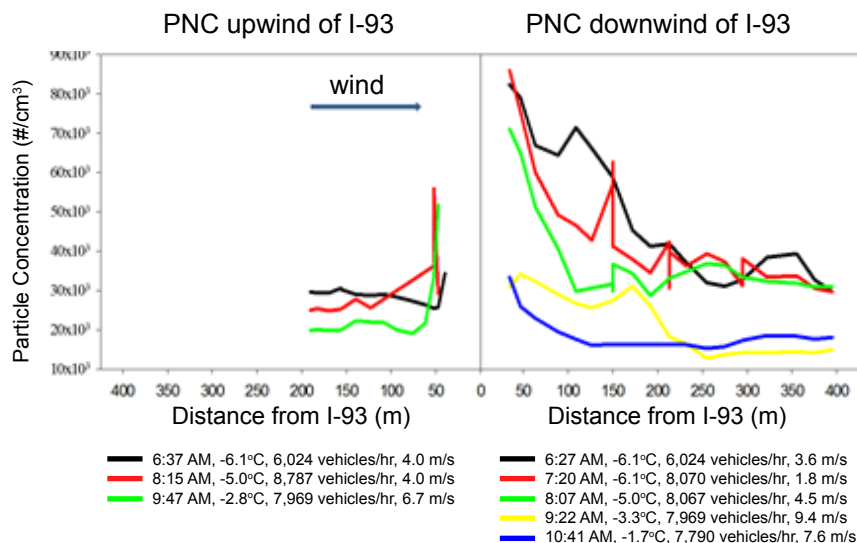 PNC upwind of I-93
PNC downwind of I-93
Particle Concentration (#/cm³)
90x10³
80x10³
70x10³
60x10³
50x10³
40x10³
30x10³
20x10³
10x10³
wind
400 350 300 250 200 150 100 50
0 50 100 150 200 250 300 350 400
Distance from I-93 (m)
Distance from I-93 (m)
6:37 AM, -6.1°C, 6,024 vehicles/hr, 4.0 m/s
8:15 AM, -5.0°C, 8,787 vehicles/hr, 4.0 m/s
9:47 AM, -2.8°C, 7,969 vehicles/hr, 6.7 m/s
6:27 AM, -6.1°C, 6,024 vehicles/hr, 3.6 m/s
7:20 AM, -6.1°C, 8,070 vehicles/hr, 1.8 m/s
8:07 AM, -5.0°C, 8,067 vehicles/hr, 4.5 m/s
9:22 AM, -3.3°C, 7,969 vehicles/hr, 9.4 m/s
10:41 AM, -1.7°C, 7,790 vehicles/hr, 7.6 m/s